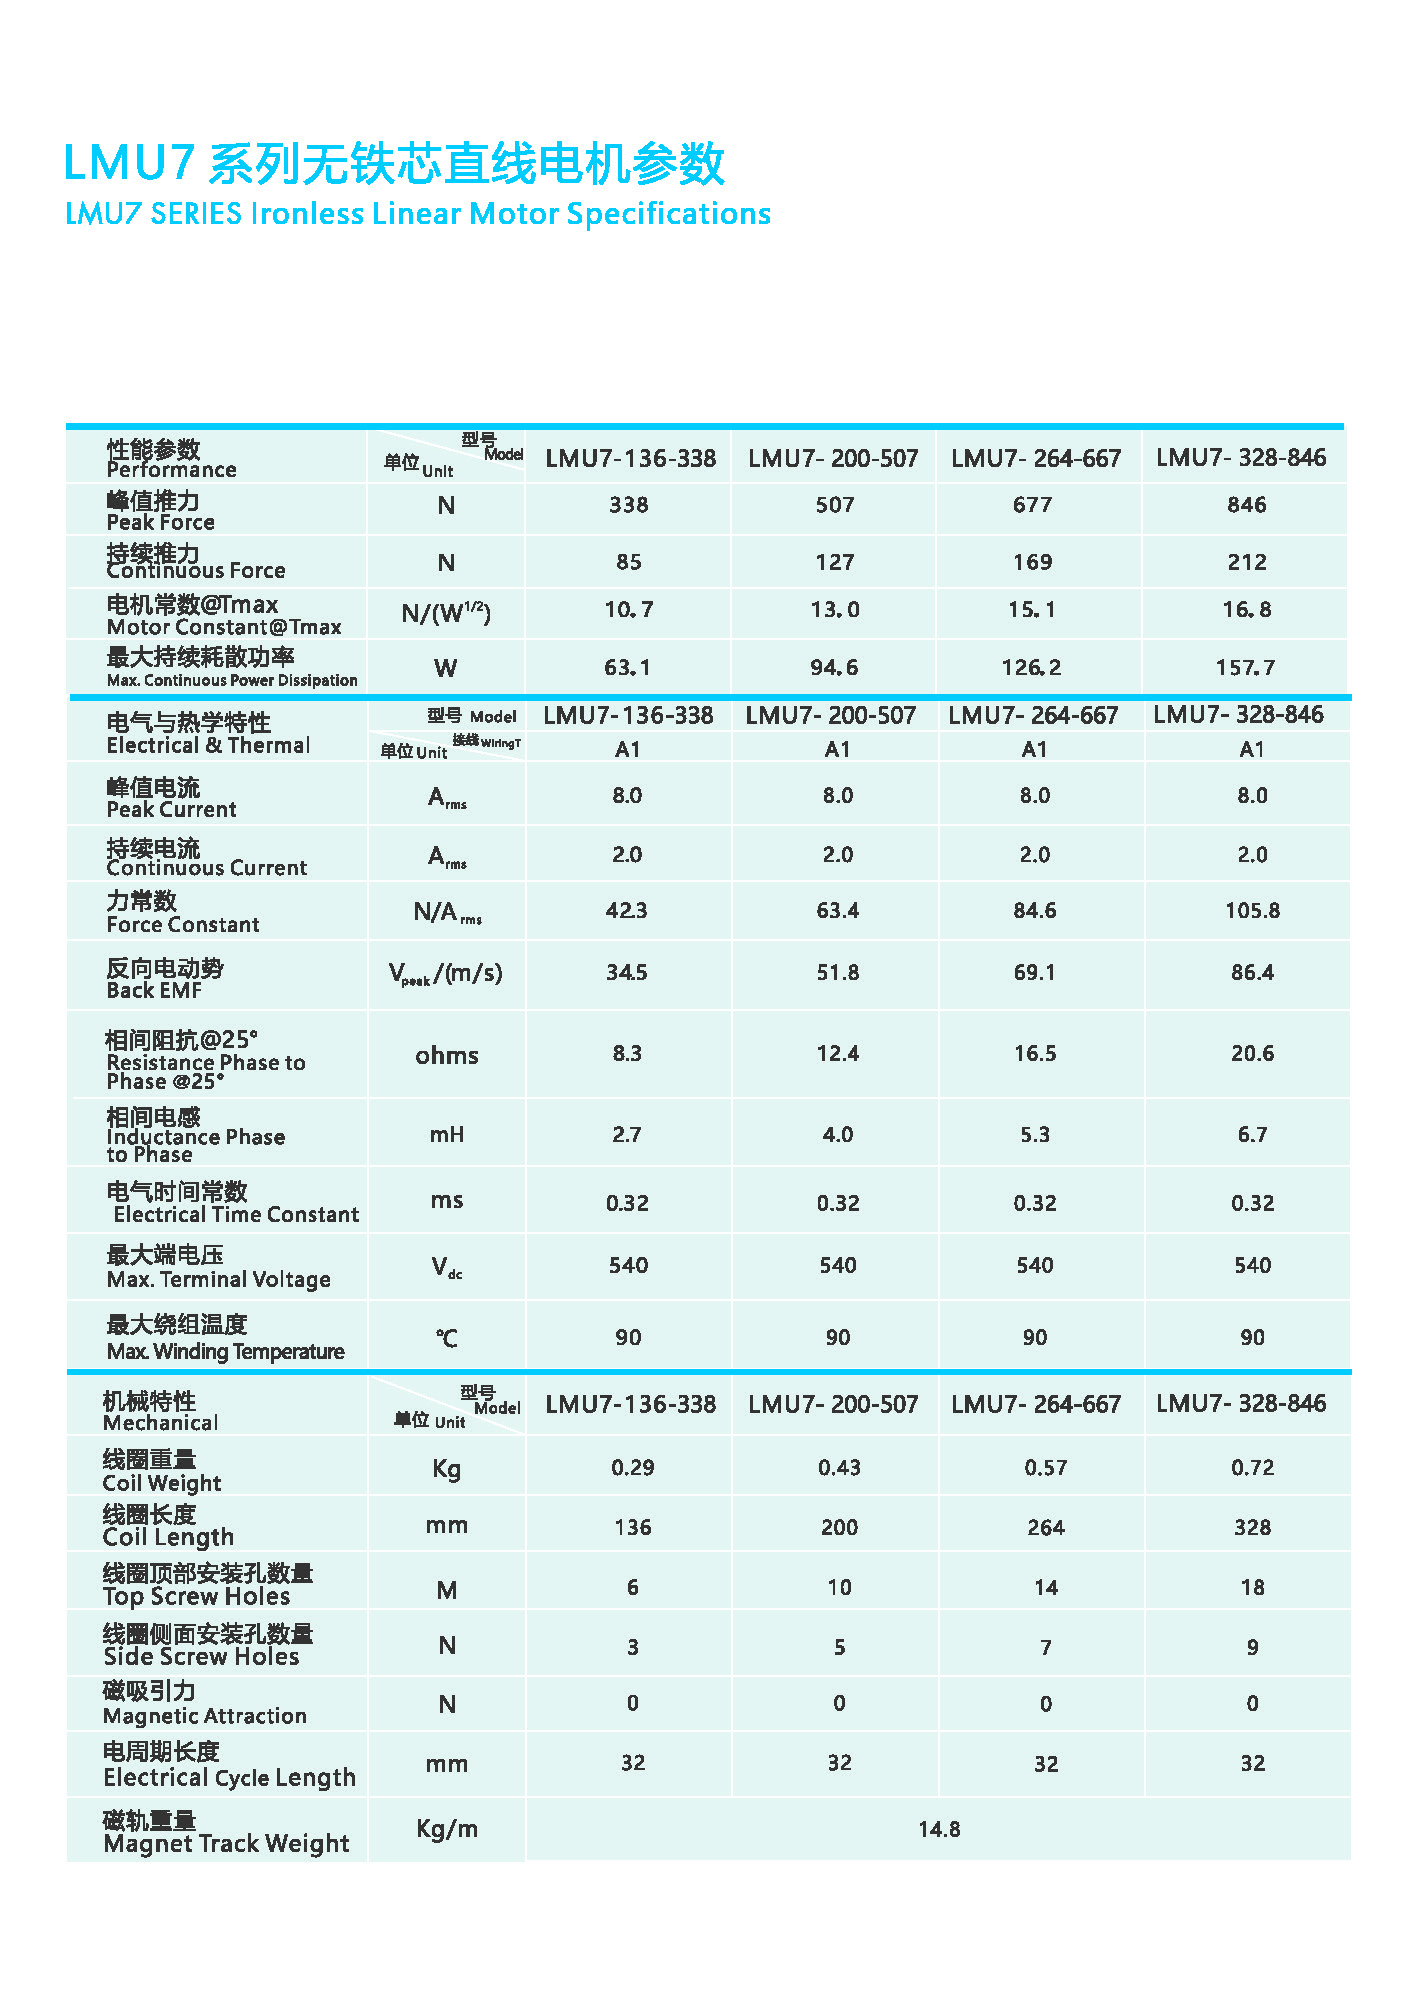 LMU7 系列无铁芯直线电机参数
LMU7 SERIES Ironless Linear Motor Specifications
性能参数 Performance 单位 Unit 型号 Model LMU7-136-338 LMU7- 200-507 LMU7- 264-667 LMU7- 328-846
峰值推力 Peak Force N 338 507 677 846
持续推力 Continuous Force N 85 127 169 212
电机常数@Tmax Motor Constant@Tmax N/(W1/2) 10.7 13.0 15.1 16.8
最大持续耗散功率 Max. Continuous Power Dissipation W 63.1 94.6 126.2 157.7
电气与热学特性 Electrical & Thermal 型号 Model LMU7-136-338 LMU7- 200-507 LMU7- 264-667 LMU7- 328-846
单位 Unit 接线 WiringT A1 A1 A1 A1
峰值电流 Peak Current Arms 8.0 8.0 8.0 8.0
持续电流 Continuous Current Arms 2.0 2.0 2.0 2.0
力常数 Force Constant N/Arms 42.3 63.4 84.6 105.8
反向电动势 Back EMF Vpeak/(m/s) 34.5 51.8 69.1 86.4
相间阻抗@25° Resistance Phase to Phase @25° ohms 8.3 12.4 16.5 20.6
相间电感 Inductance Phase to Phase mH 2.7 4.0 5.3 6.7
电气时间常数 Electrical Time Constant ms 0.32 0.32 0.32 0.32
最大端电压 Max. Terminal Voltage Vdc 540 540 540 540
最大绕组温度 Max. Winding Temperature ℃ 90 90 90 90
机械特性 Mechanical 单位 Unit 型号 Model LMU7-136-338 LMU7- 200-507 LMU7- 264-667 LMU7- 328-846
线圈重量 Coil Weight Kg 0.29 0.43 0.57 0.72
线圈长度 Coil Length mm 136 200 264 328
线圈顶部安装孔数量 Top Screw Holes M 6 10 14 18
线圈侧面安装孔数量 Side Screw Holes N 3 5 7 9
磁吸引力 Magnetic Attraction N 0 0 0 0
电周期长度 Electrical Cycle Length mm 32 32 32 32
磁轨重量 Magnet Track Weight Kg/m 14.8